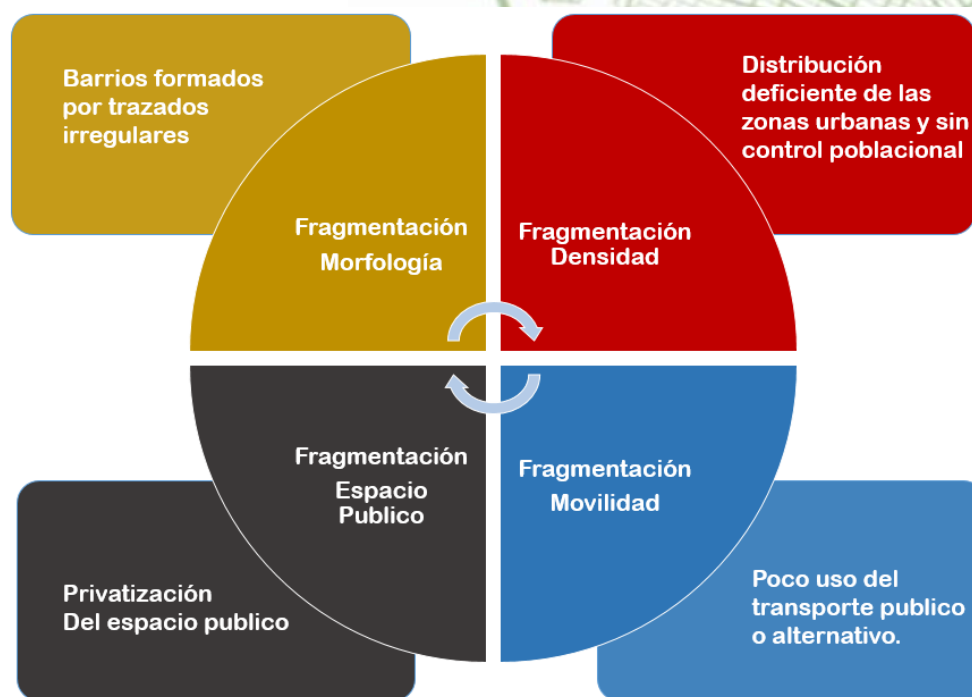 Barrios formados
por trazados
irregulares
Distribución
deficiente de las
zonas urbanas y sin
control poblacional
Fragmentación
Morfología
Fragmentación
Densidad
Fragmentación
Espacio
Publico
Fragmentación
Movilidad
Privatización
Del espacio publico
Poco uso del
transporte publico
o alternativo.